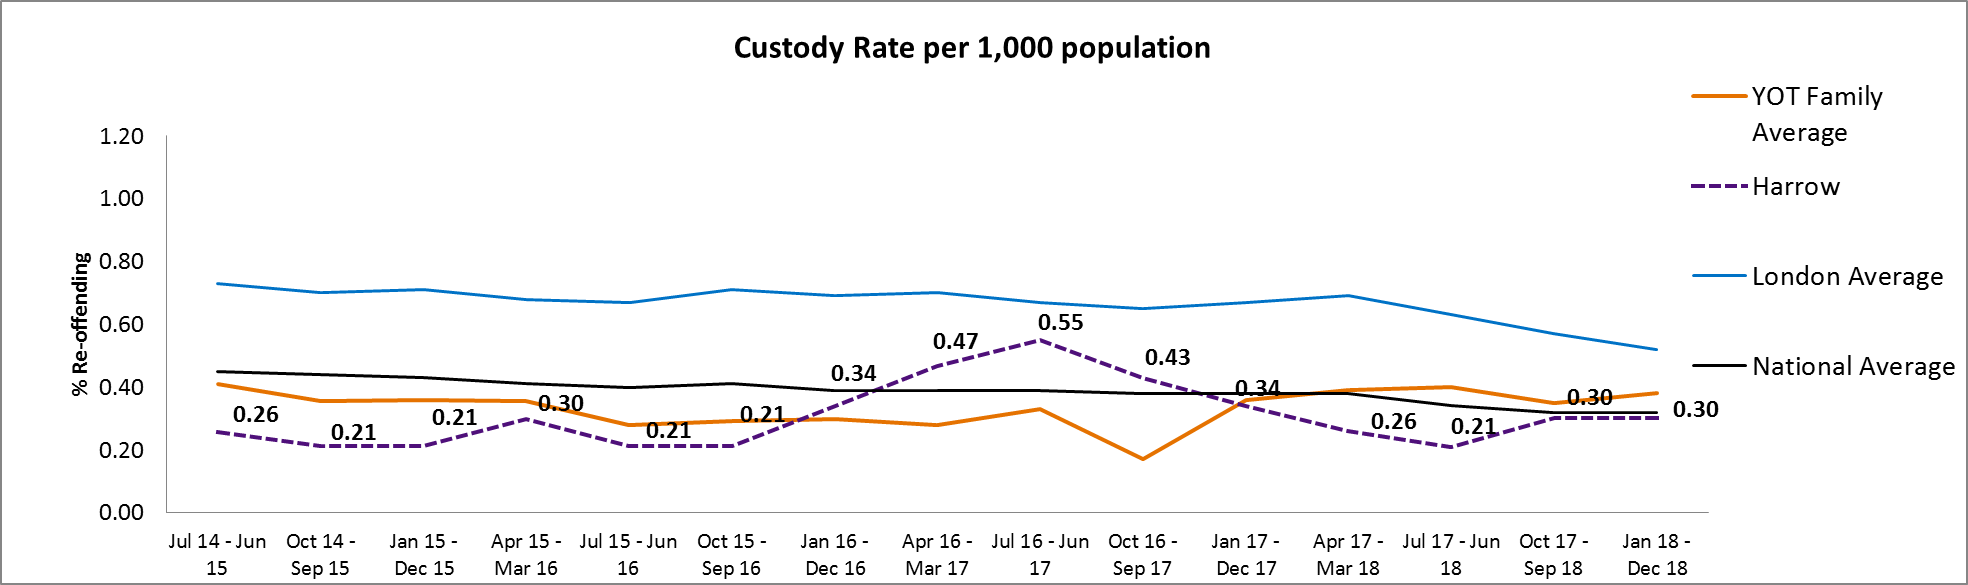 Custody Rate per 1,000 population
YOT Family
Average
Harrow
London Average
National Average
% Re-offending
1.20
1.00
0.80
0.60
0.40
0.20
0.00
0.26
0.21
0.21
0.30
0.21
0.21
0.34
0.47
0.55
0.43
0.34
0.26
0.21
0.30
0.30
Jul 14 - Jun
15
Oct 14 -
Sep 15
Jan 15 -
Dec 15
Apr 15 -
Mar 16
Jul 15 - Jun
16
Oct 15 -
Sep 16
Jan 16 -
Dec 16
Apr 16 -
Mar 17
Jul 16 - Jun
17
Oct 16 -
Sep 17
Jan 17 -
Dec 17
Apr 17 -
Mar 18
Jul 17 - Jun
18
Oct 17 -
Sep 18
Jan 18 -
Dec 18